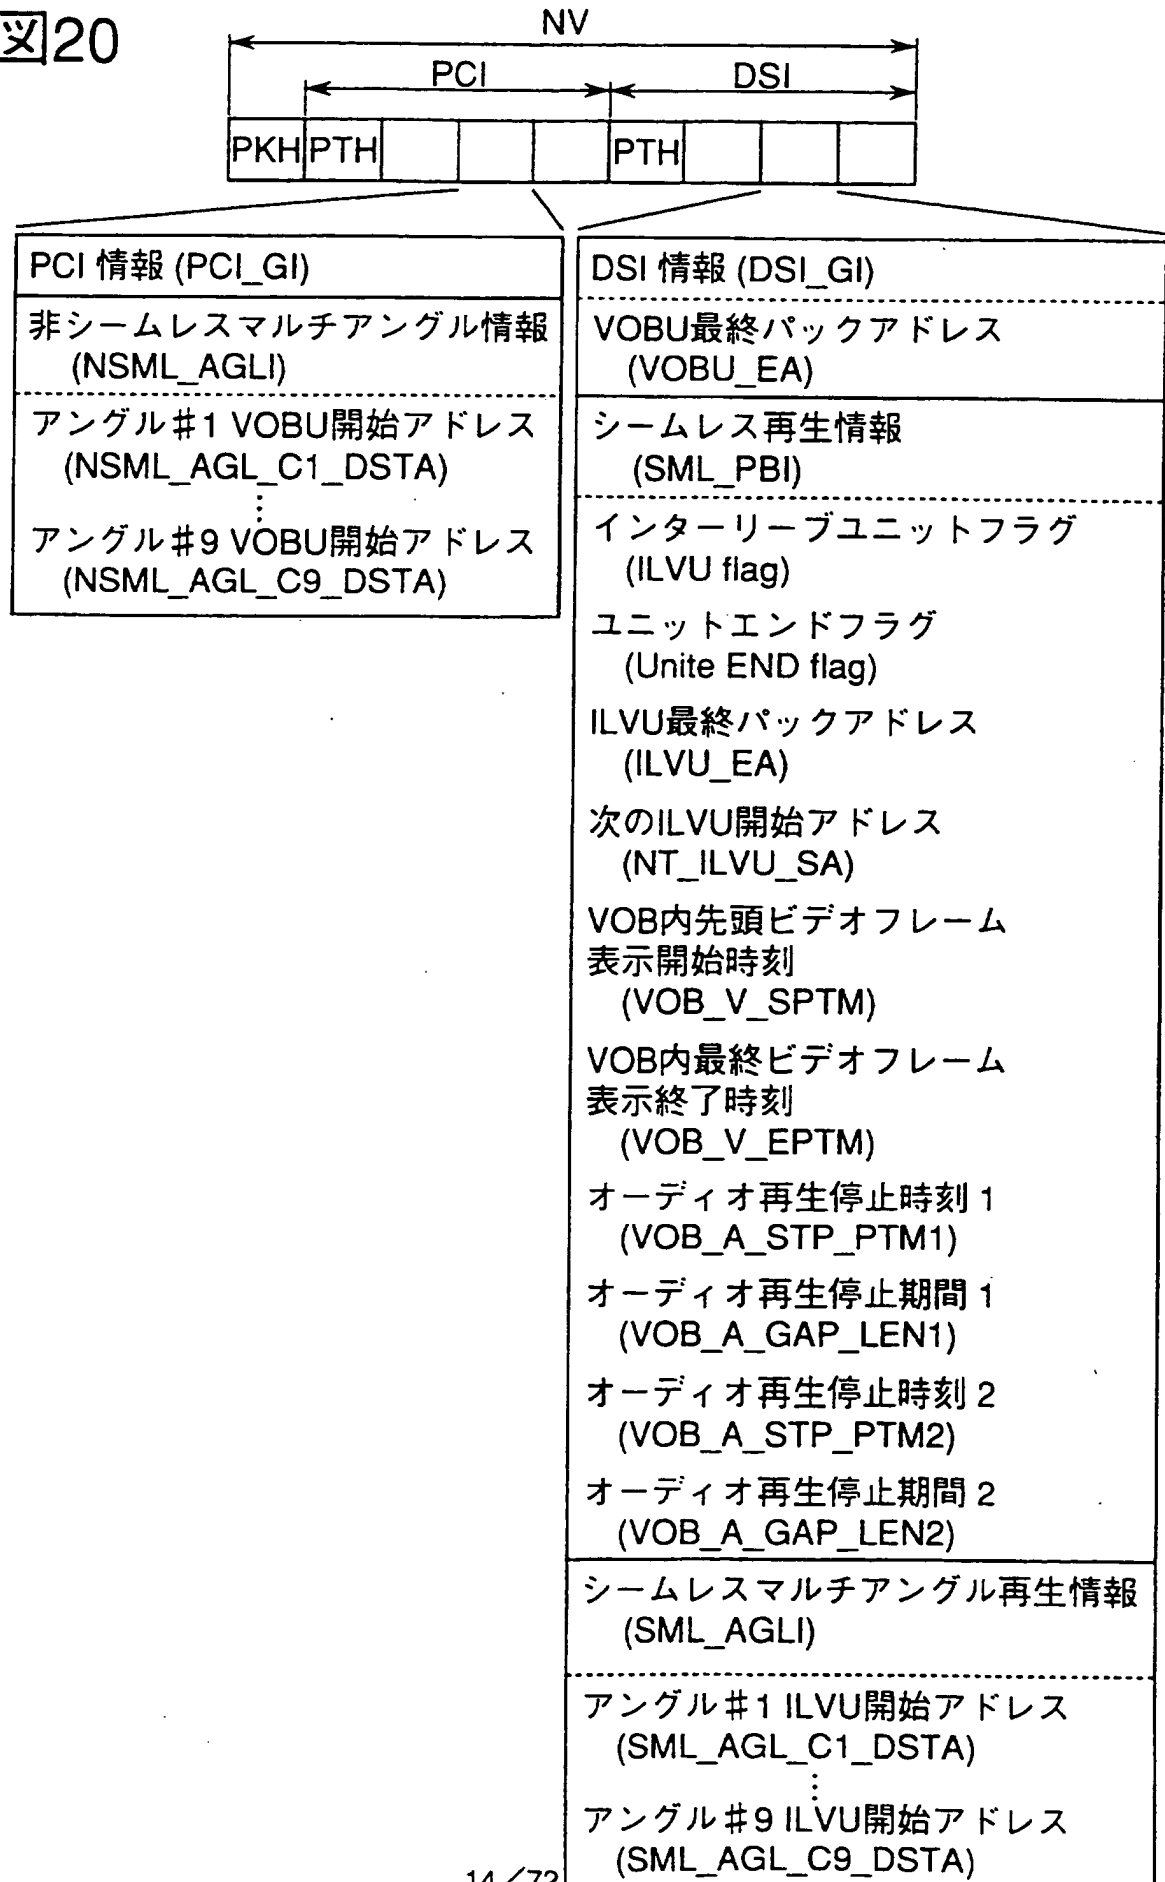 図20
NV
PCI
DSI
PKH
PTH
PTH
PCI 情報 (PCI_GI)
非シームレスマルチアングル情報
(NSML_AGLI)
アングル#1 VOBU開始アドレス
(NSML_AGL_C1_DSTA)
⋮
アングル#9 VOBU開始アドレス
(NSML_AGL_C9_DSTA)
DSI 情報 (DSI_GI)
VOBU最終パックアドレス
(VOBU_EA)
シームレス再生情報
(SML_PBI)
インターリーブユニットフラグ
(ILVU flag)
ユニットエンドフラグ
(Unite END flag)
ILVU最終パックアドレス
(ILVU_EA)
次のILVU開始アドレス
(NT_ILVU_SA)
VOB内先頭ビデオフレーム
表示開始時刻
(VOB_V_SPTM)
VOB内最終ビデオフレーム
表示終了時刻
(VOB_V_EPTM)
オーディオ再生停止時刻 1
(VOB_A_STP_PTM1)
オーディオ再生停止期間 1
(VOB_A_GAP_LEN1)
オーディオ再生停止時刻 2
(VOB_A_STP_PTM2)
オーディオ再生停止期間 2
(VOB_A_GAP_LEN2)
シームレスマルチアングル再生情報
(SML_AGLI)
アングル#1 ILVU開始アドレス
(SML_AGL_C1_DSTA)
⋮
アングル#9 ILVU開始アドレス
(SML_AGL_C9_DSTA)
14/72